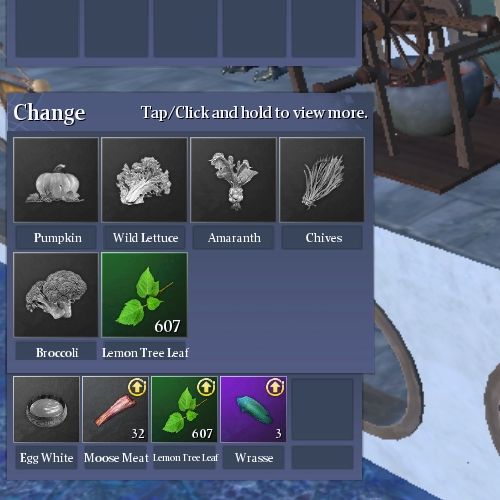 Change Tap/Click and hold to view more.
Pumpkin Wild Lettuce Amaranth Chives
607
Broccoli Lemon Tree Leaf
32 607 3
Egg White Moose Meat Lemon Tree Leaf Wrasse